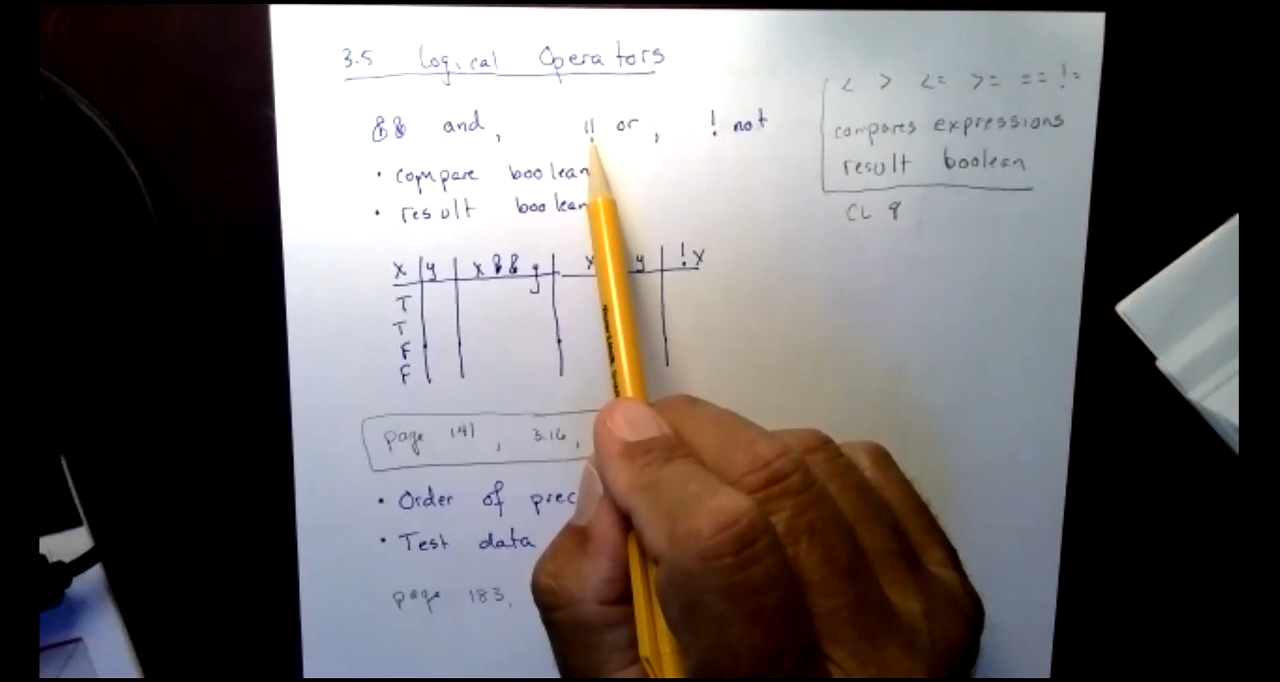 3.5 Logical Operators
&& and, || or, ! not
• compare boolean
• result boolean
x y x && y x y !x
T
T
F
F
page 141, 3.16,
• Order of prec
• Test data
page 183,
< > <= >= == !=
compares expressions
result boolean
CL 9